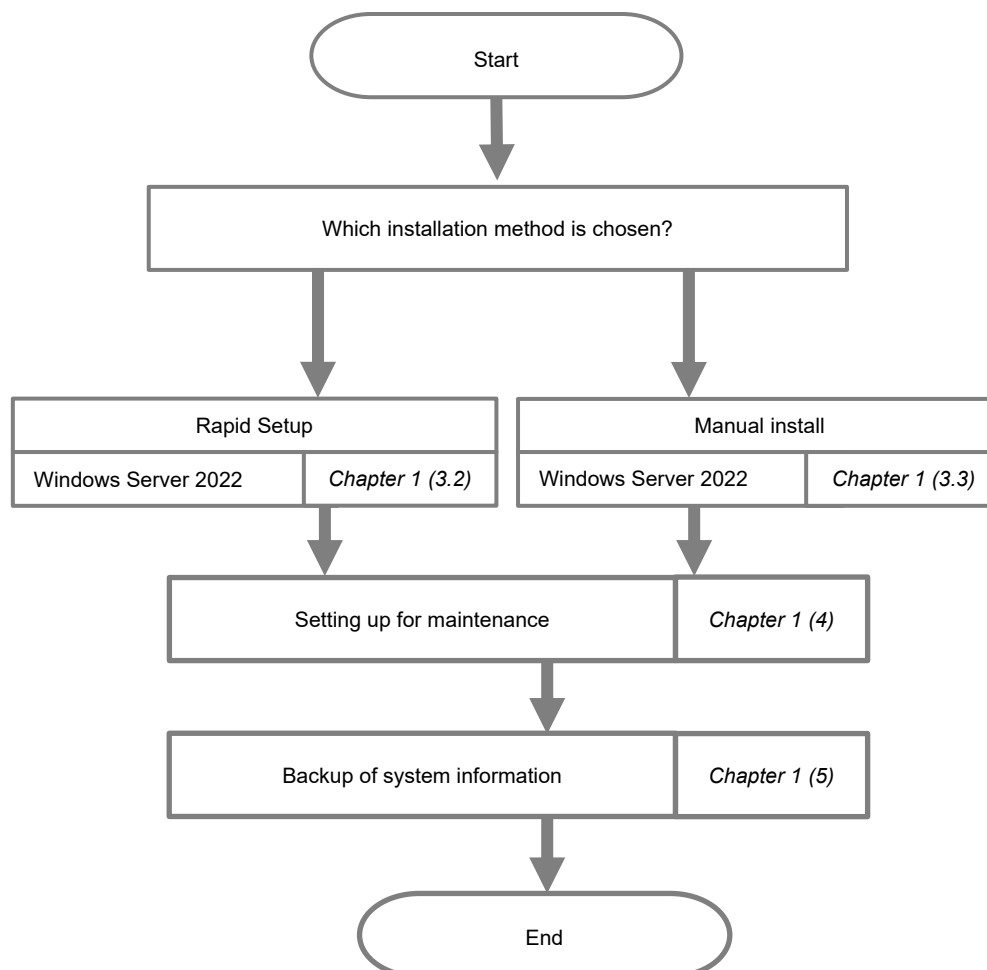 Start
Which installation method is chosen?
Rapid Setup
Windows Server 2022
Chapter 1 (3.2)
Manual install
Windows Server 2022
Chapter 1 (3.3)
Setting up for maintenance
Chapter 1 (4)
Backup of system information
Chapter 1 (5)
End